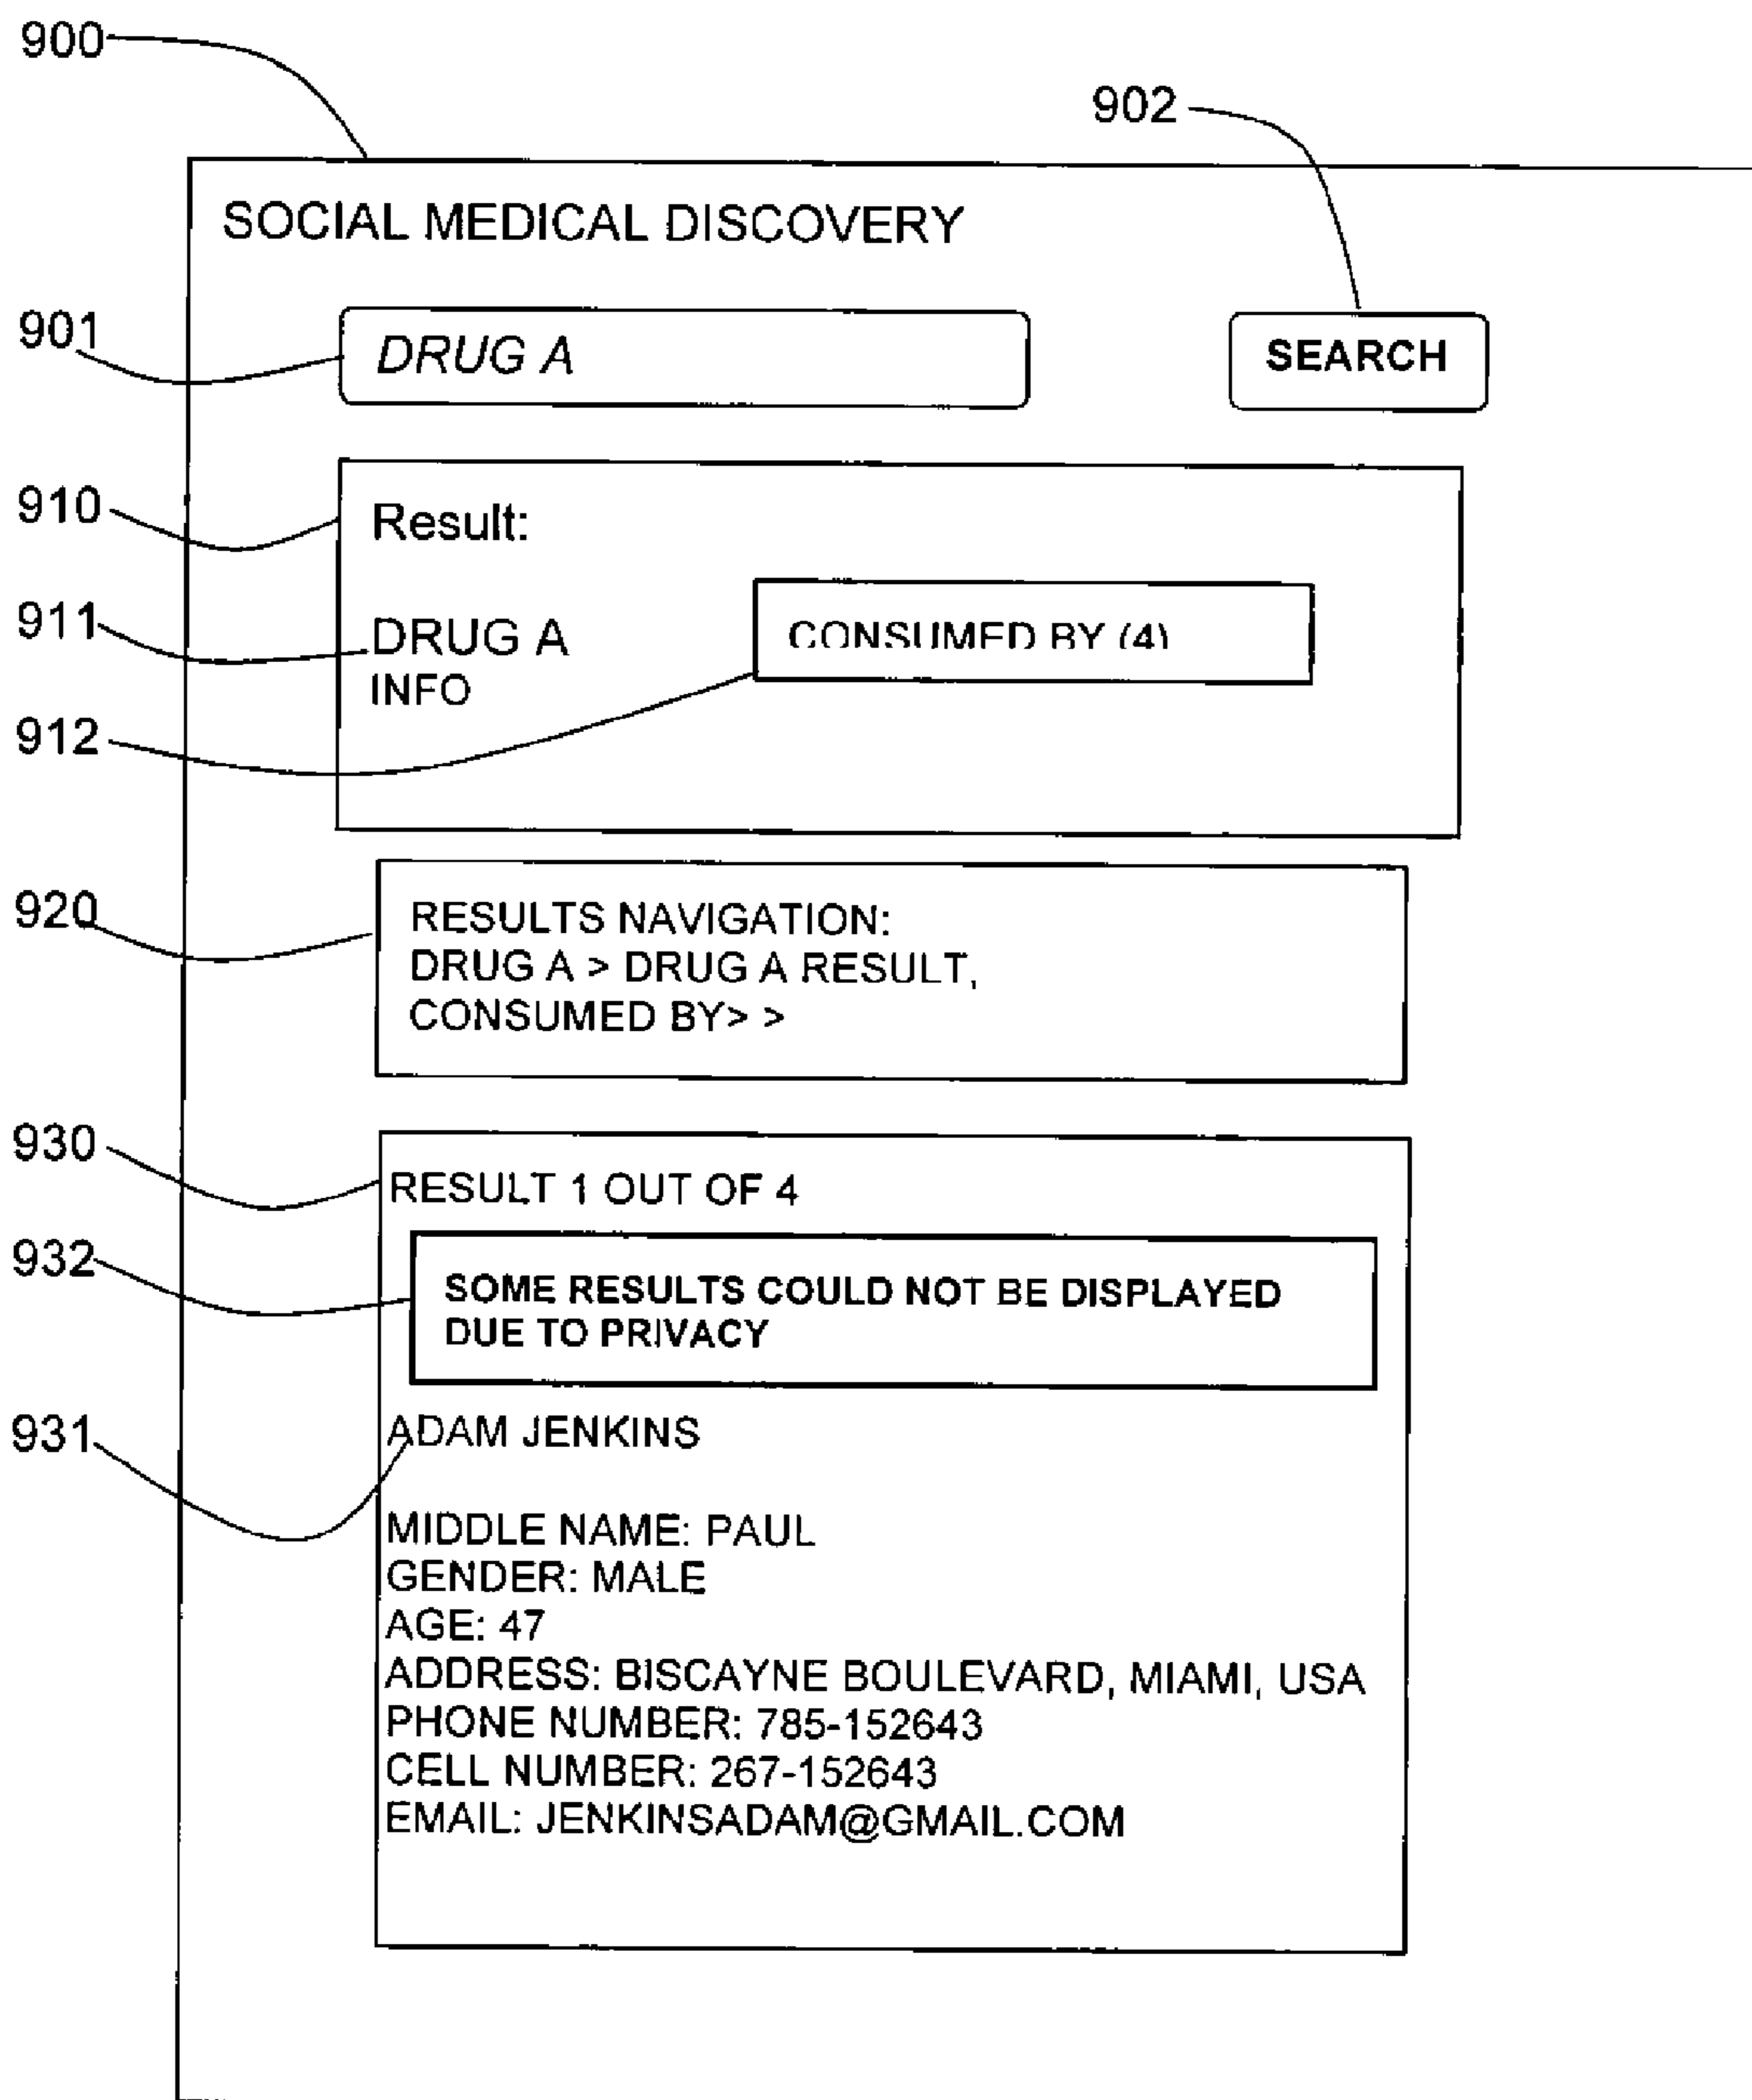 900
902
SOCIAL MEDICAL DISCOVERY
901
DRUG A
SEARCH
910
Result:
911
DRUG A
INFO
CONSUMED BY (4)
912
920
RESULTS NAVIGATION:
DRUG A > DRUG A RESULT,
CONSUMED BY> >
930
RESULT 1 OUT OF 4
932
SOME RESULTS COULD NOT BE DISPLAYED
DUE TO PRIVACY
931
ADAM JENKINS
MIDDLE NAME: PAUL
GENDER: MALE
AGE: 47
ADDRESS: BISCAYNE BOULEVARD, MIAMI, USA
PHONE NUMBER: 785-152643
CELL NUMBER: 267-152643
EMAIL: JENKINSADAM@GMAIL.COM